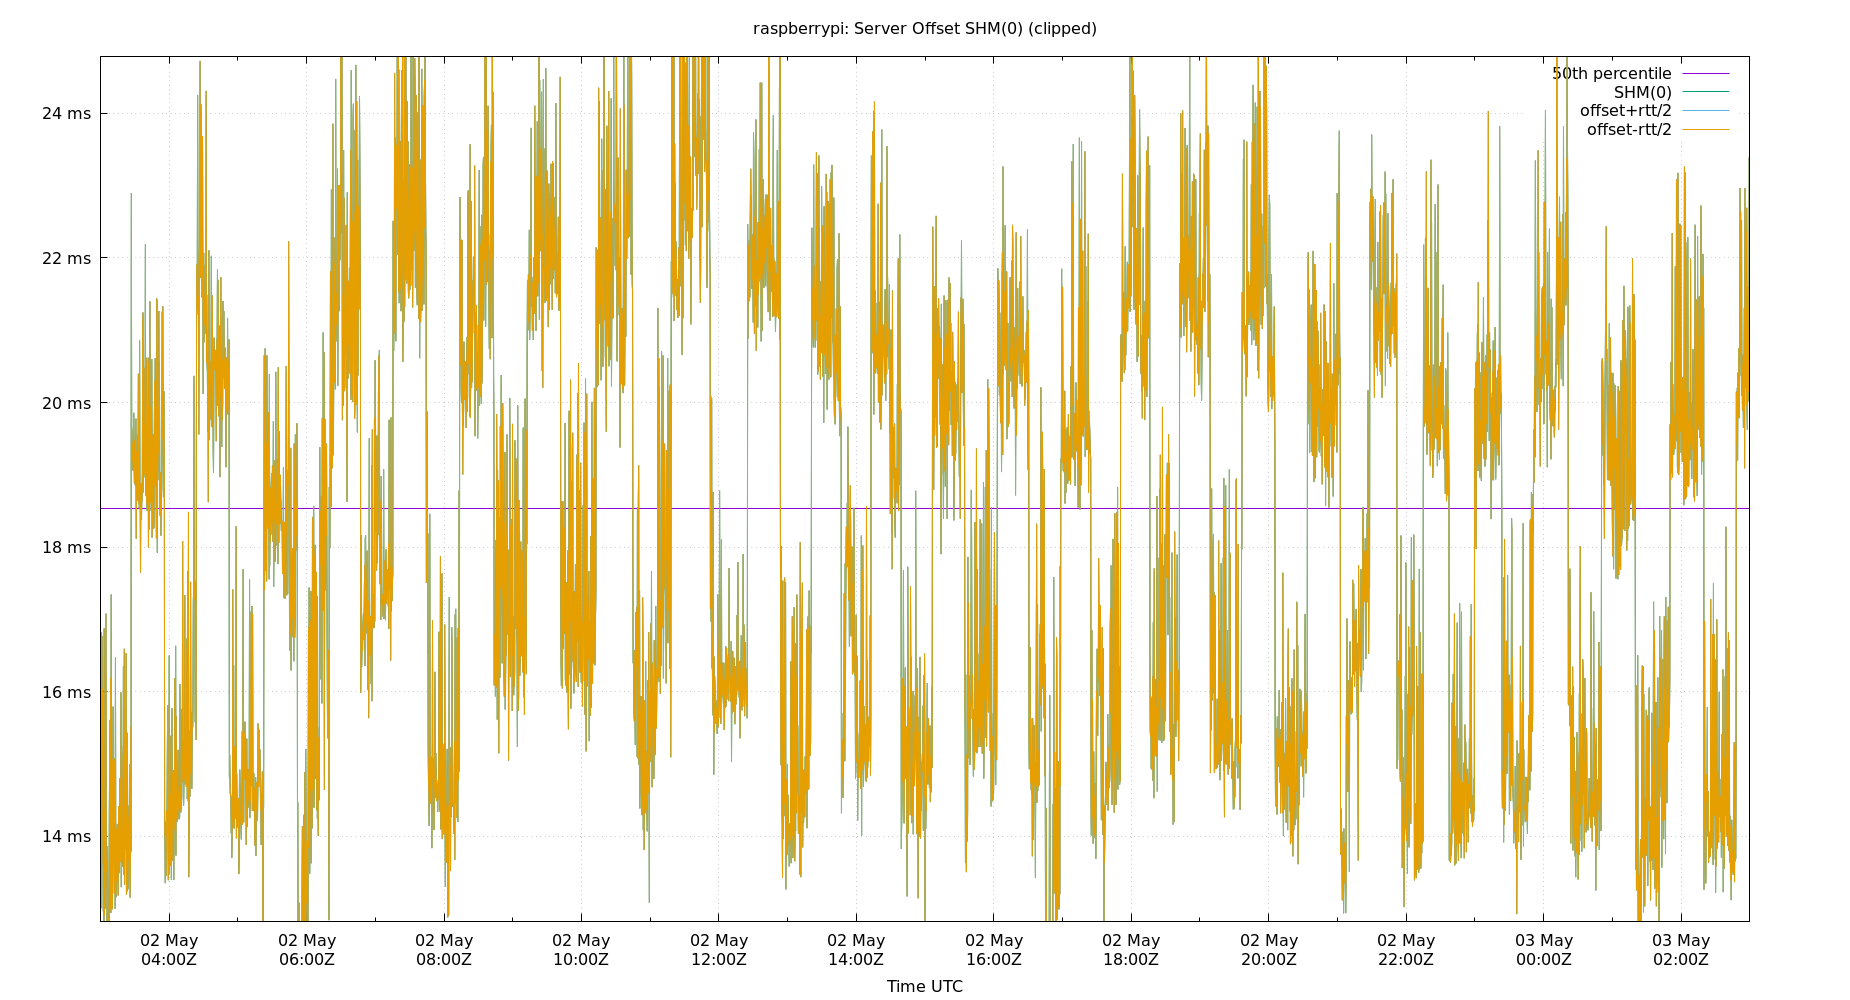 raspberrypi: Server Offset SHM(0) (clipped)
50th percentile
SHM(0)
offset+rtt/2
offset-rtt/2
24 ms
22 ms
20 ms
18 ms
16 ms
14 ms
02 May 02 May 02 May 02 May 02 May 02 May 02 May 02 May 02 May 02 May 03 May 03 May
04:00Z 06:00Z 08:00Z 10:00Z 12:00Z 14:00Z 16:00Z 18:00Z 20:00Z 22:00Z 00:00Z 02:00Z
Time UTC